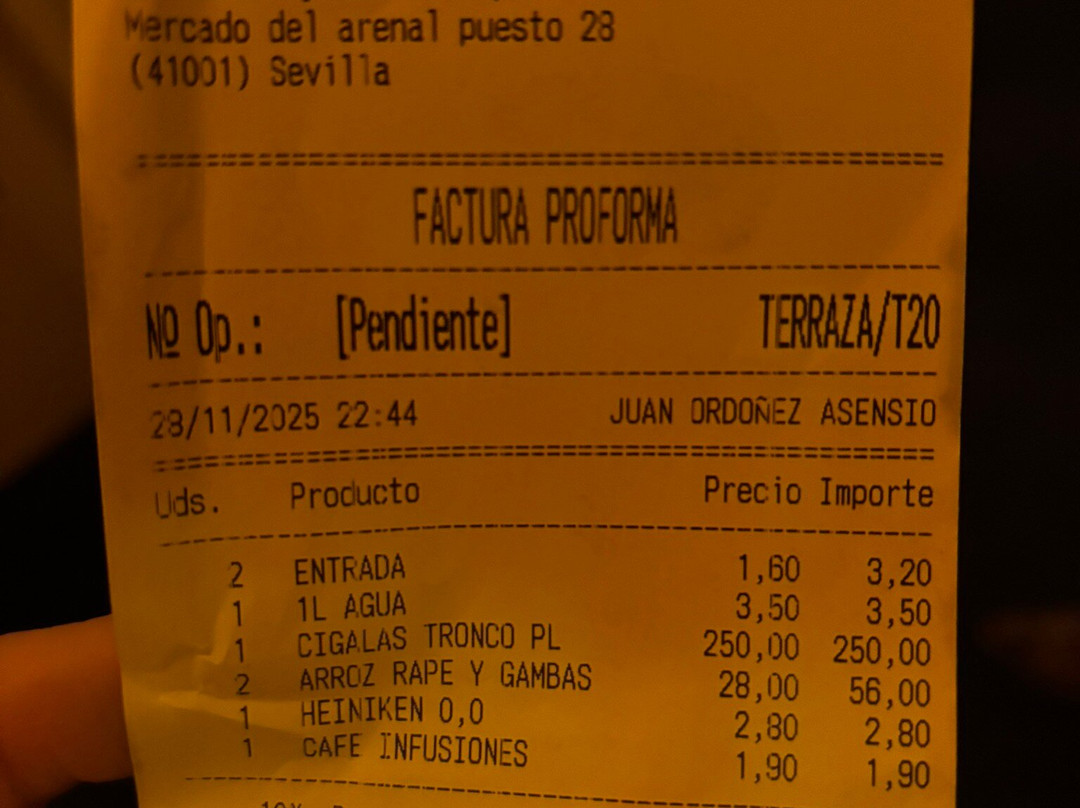 Mercado del arenal puesto 28
(41001) Sevilla
FACTURA PROFORMA
Nº Op.: [Pendiente] TERRAZA/T20
28/11/2025 22:44 JUAN ORDOÑEZ ASENSIO
Uds. Producto Precio Importe
2 ENTRADA 1,60 3,20
1 1L AGUA 3,50 3,50
1 CIGALAS TRONCO PL 250,00 250,00
2 ARROZ RAPE Y GAMBAS 28,00 56,00
1 HEINIKEN 0,0 2,80 2,80
1 CAFE INFUSIONES 1,90 1,90